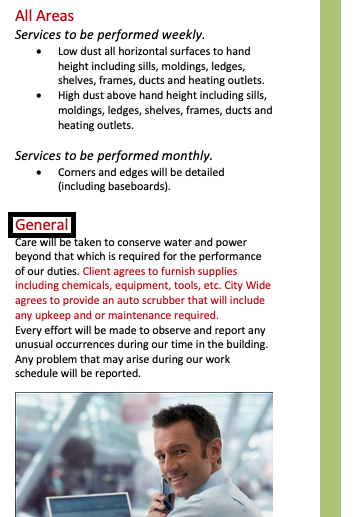 All Areas
Services to be performed weekly.
• Low dust all horizontal surfaces to hand
height including sills, moldings, ledges,
shelves, frames, ducts and heating outlets.
• High dust above hand height including sills,
moldings, ledges, shelves, frames, ducts and
heating outlets.
Services to be performed monthly.
• Corners and edges will be detailed
(including baseboards).
General
Care will be taken to conserve water and power
beyond that which is required for the performance
of our duties. Client agrees to furnish supplies
including chemicals, equipment, tools, etc. City Wide
agrees to provide an auto scrubber that will include
any upkeep and or maintenance required.
Every effort will be made to observe and report any
unusual occurrences during our time in the building.
Any problem that may arise during our work
schedule will be reported.